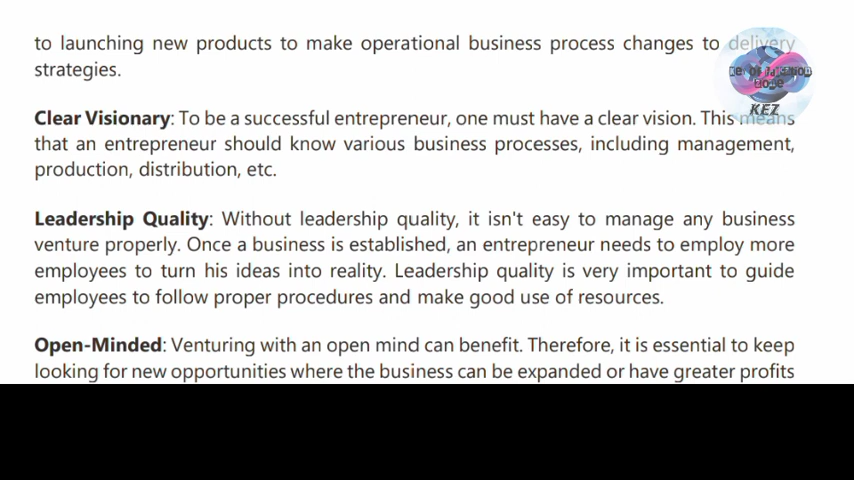 to launching new products to make operational business process changes to delivery
strategies.
Clear Visionary: To be a successful entrepreneur, one must have a clear vision. This means
that an entrepreneur should know various business processes, including management,
production, distribution, etc.
Leadership Quality: Without leadership quality, it isn't easy to manage any business
venture properly. Once a business is established, an entrepreneur needs to employ more
employees to turn his ideas into reality. Leadership quality is very important to guide
employees to follow proper procedures and make good use of resources.
Open-Minded: Venturing with an open mind can benefit. Therefore, it is essential to keep
looking for new opportunities where the business can be expanded or have greater profits
KEZ